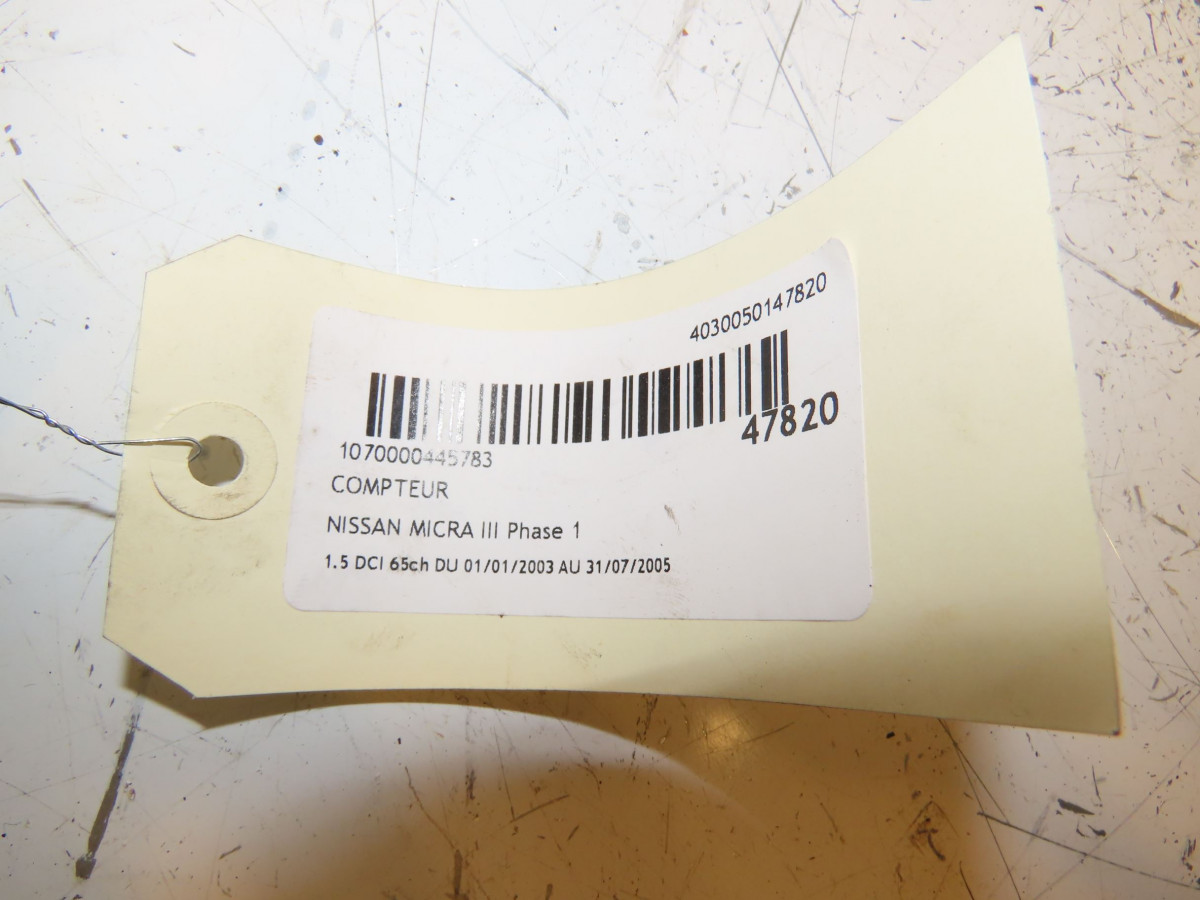 4030050147820
47820
1070000445783
COMPTEUR
NISSAN MICRA III Phase 1
1.5 DCI 65ch DU 01/01/2003 AU 31/07/2005